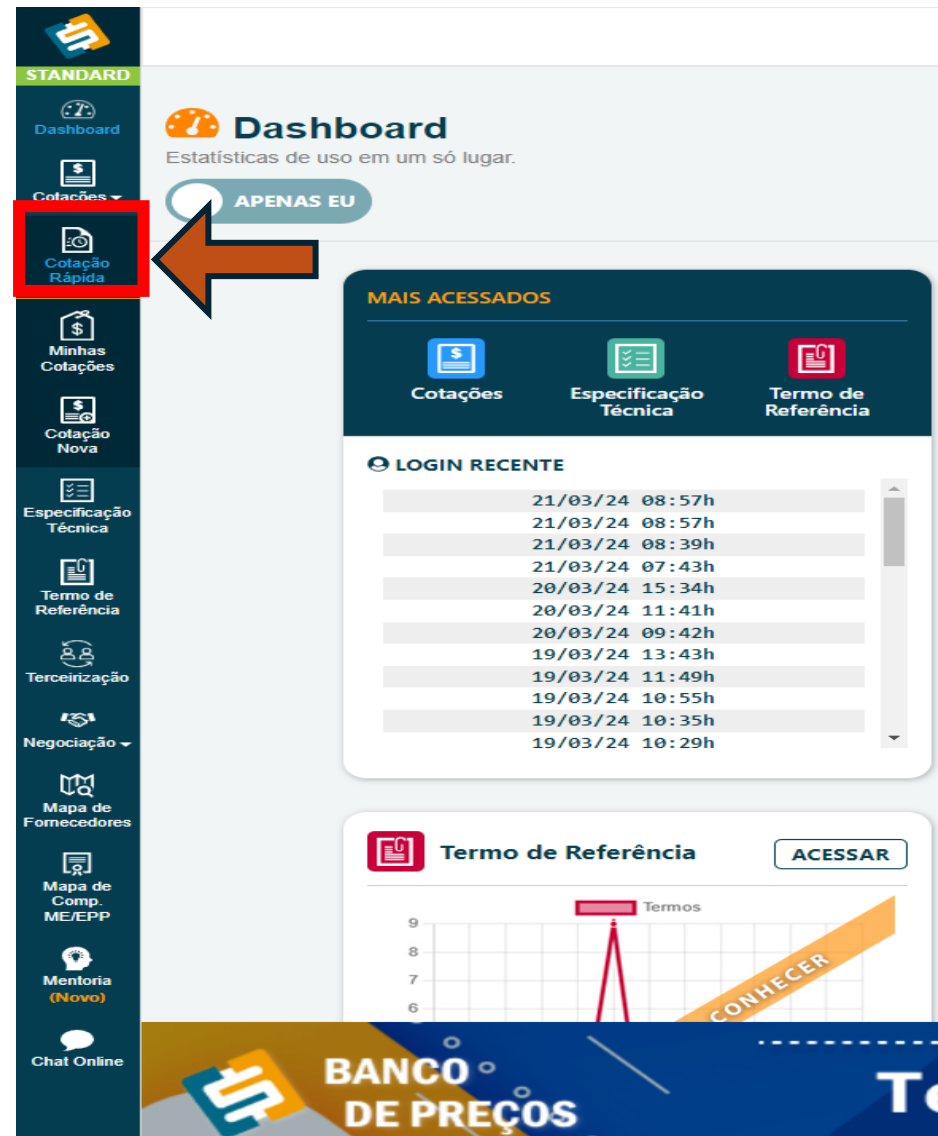 STANDARD
Dashboard
Cotações
Cotação
Rápida
Minhas
Cotações
Cotação
Nova
Especificação
Técnica
Termo de
Referência
Terceirização
Negociação
Mapa de
Fornecedores
Mapa de
Comp.
ME/EPP
Mentoria
(Novo)
Chat Online
Dashboard
Estatísticas de uso em um só lugar.
APENAS EU
MAIS ACESSADOS
Cotações
Especificação
Técnica
Termo de
Referência
LOGIN RECENTE
21/03/24 08:57h
21/03/24 08:57h
21/03/24 08:39h
21/03/24 07:43h
20/03/24 15:34h
20/03/24 11:41h
20/03/24 09:42h
19/03/24 13:43h
19/03/24 11:49h
19/03/24 10:55h
19/03/24 10:35h
19/03/24 10:29h
Termo de Referência
ACESSAR
Termos
9
8
7
6
CONHECER
BANCO
DE PREÇOS